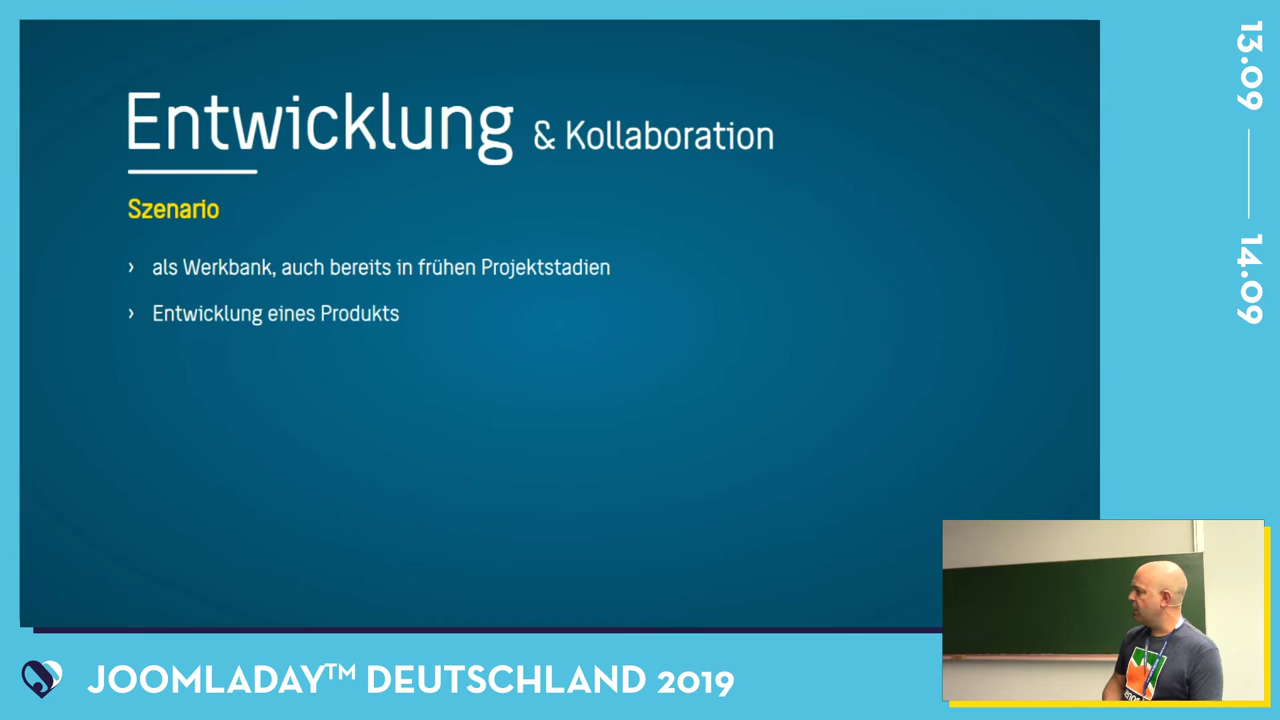 Entwicklung & Kollaboration
Szenario
› als Werkbank, auch bereits in frühen Projektstadien
› Entwicklung eines Produkts
13.09
14.09
JOOMLADAY™ DEUTSCHLAND 2019